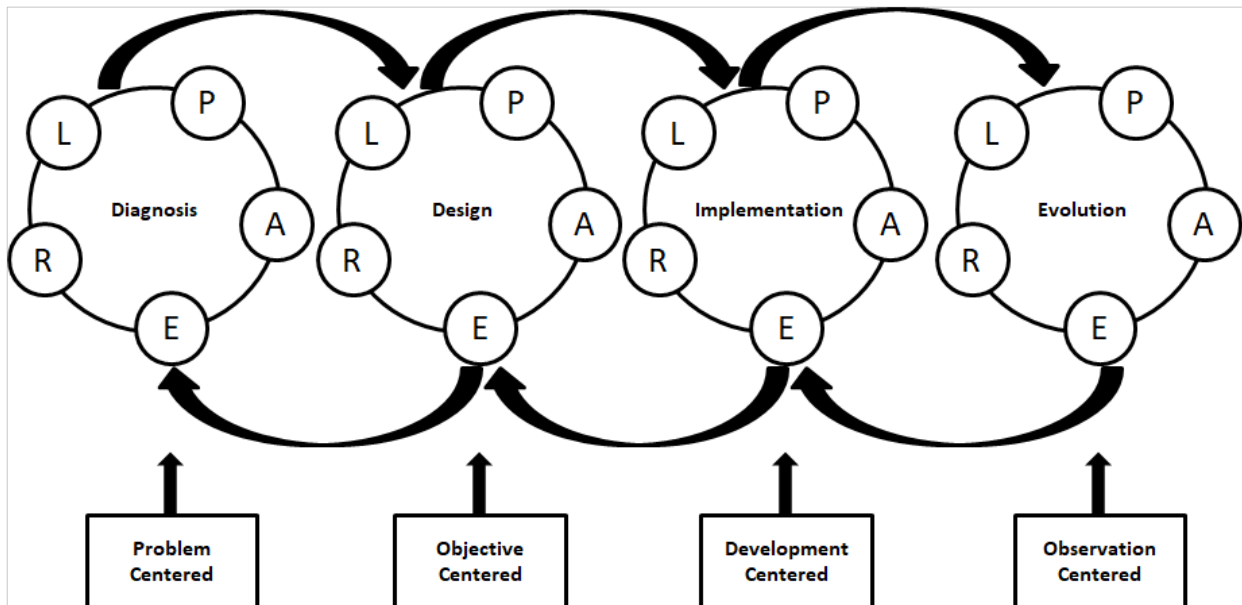 P
P
P
P
L
L
L
L
Diagnosis
Design
Implementation
Evolution
A
A
A
A
R
R
R
R
E
E
E
E
Problem
Centered
Objective
Centered
Development
Centered
Observation
Centered